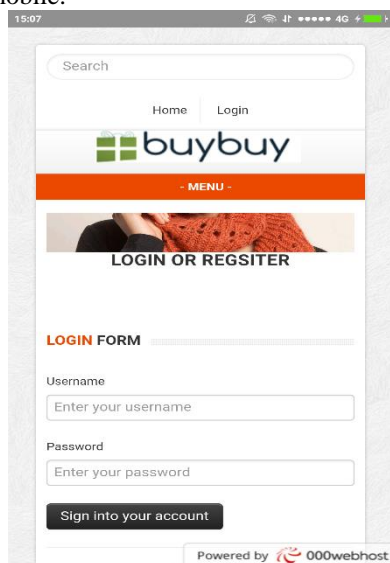 15:07 4G
Search
Home Login
buybuy
- MENU -
LOGIN OR REGSITER
LOGIN FORM
Username
Enter your username
Password
Enter your password
Sign into your account
Powered by 000webhost